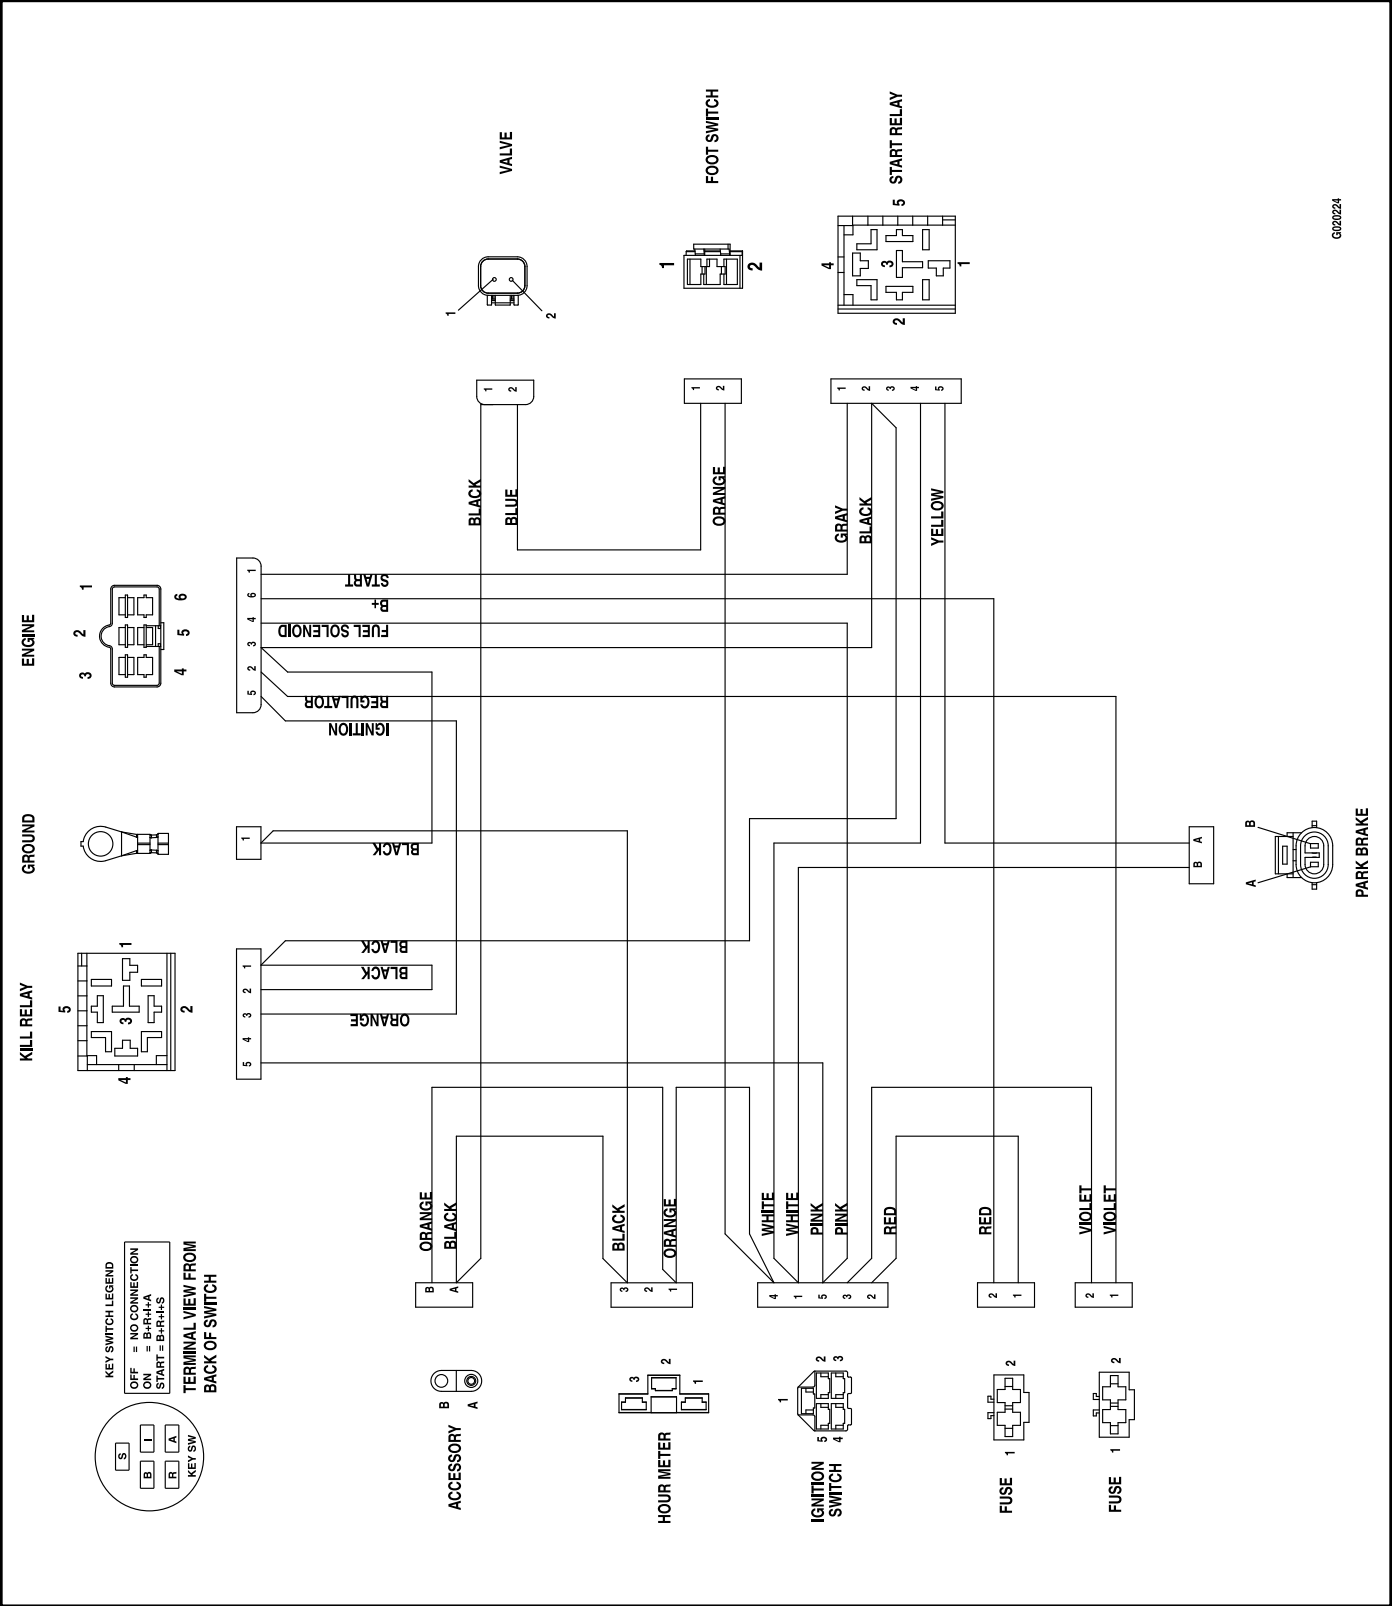 ENGINE
1
2
3
6
5
4
1
6
4
3
2
5
START
B+
FUEL SOLENOID
REGULATOR
IGNITION
GROUND
1
BLACK
KILL RELAY
5
1
3
4
2
1
2
3
4
5
BLACK
BLACK
ORANGE
VALVE
1
2
1
2
BLACK
BLUE
FOOT SWITCH
1
2
1
2
ORANGE
START RELAY
5
4
3
1
2
1
2
3
4
5
GRAY
BLACK
YELLOW
G020224
PARK BRAKE
A
B
B
A
KEY SWITCH LEGEND
OFF = NO CONNECTION
ON = B+R+I+A
START = B+R+I+S
TERMINAL VIEW FROM
BACK OF SWITCH
S
B
I
R
A
KEY SW
ACCESSORY
B
A
B
A
ORANGE
BLACK
HOUR METER
3
2
1
3
2
1
BLACK
ORANGE
IGNITION
SWITCH
1
2
3
5
4
4
1
5
3
2
WHITE
WHITE
PINK
PINK
RED
FUSE
1
2
2
1
RED
FUSE
1
2
2
1
VIOLET
VIOLET